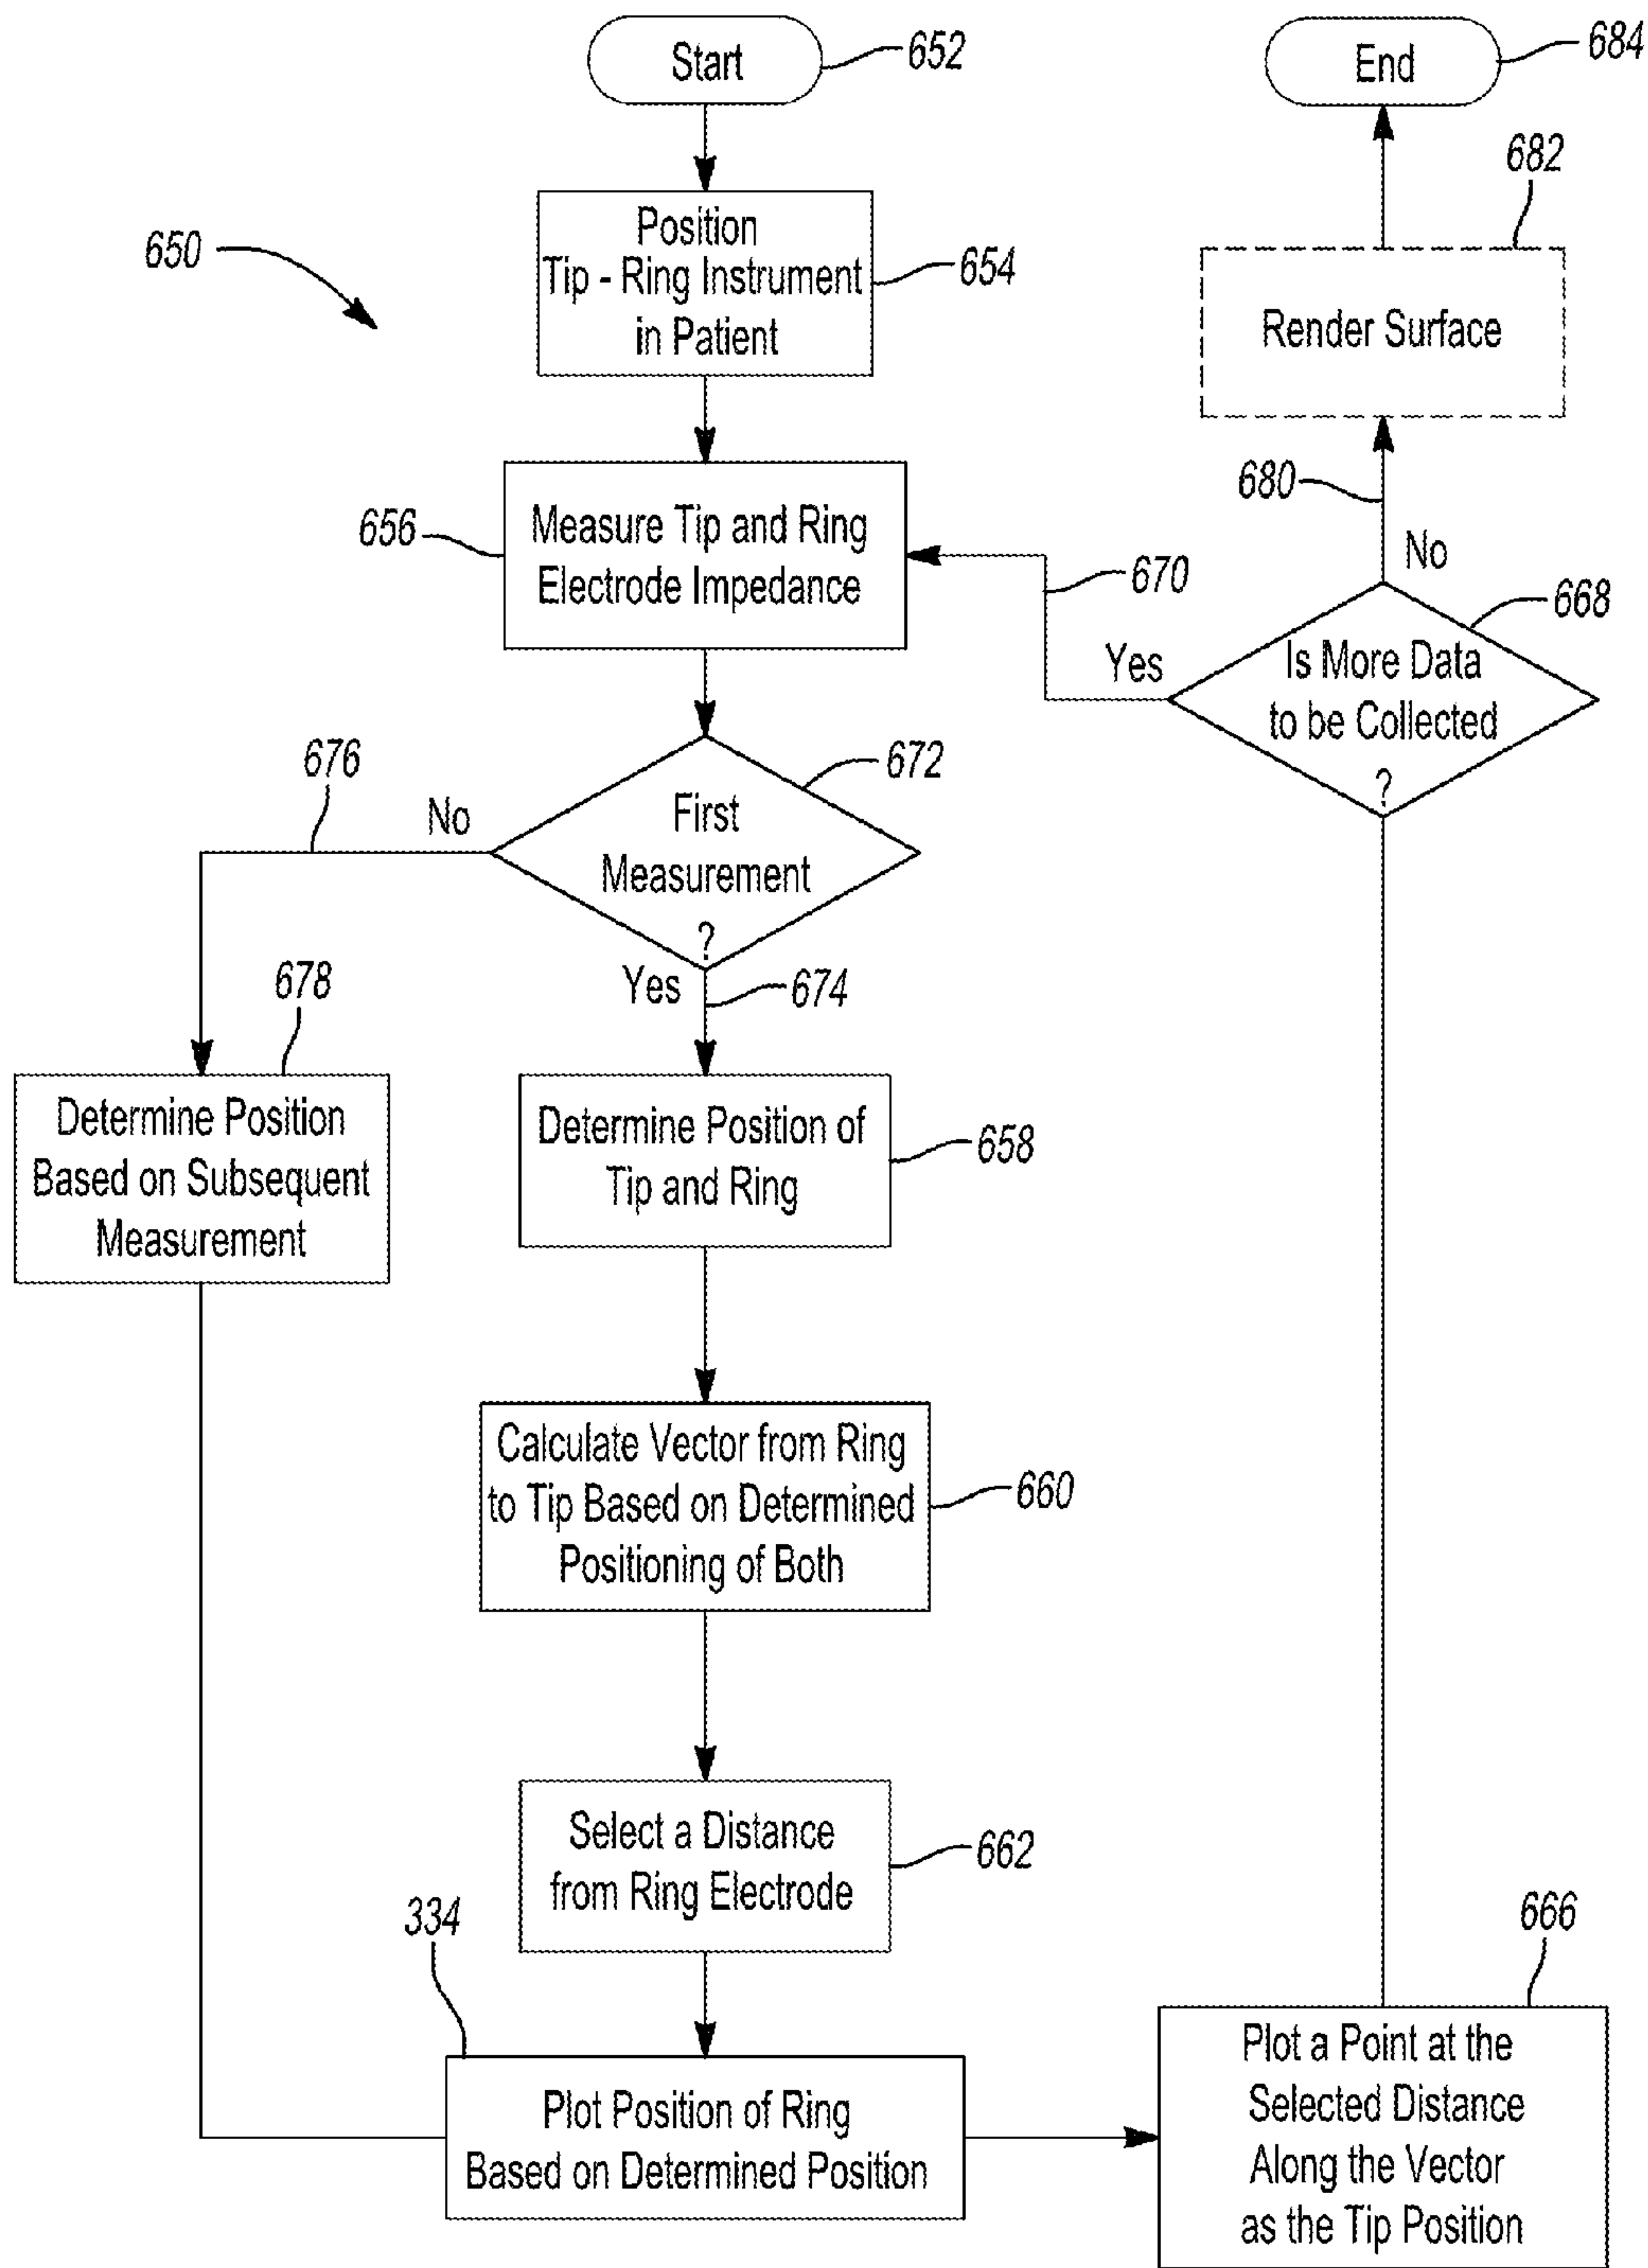 Start
652
End
684
682
Position
Tip - Ring Instrument
in Patient
654
650
Render Surface
680
No
656
Measure Tip and Ring
Electrode Impedance
670
668
Yes
Is More Data
to be Collected
?
676
672
No
First
Measurement
?
Yes
674
678
Determine Position
Based on Subsequent
Measurement
Determine Position of
Tip and Ring
658
Calculate Vector from Ring
to Tip Based on Determined
Positioning of Both
660
Select a Distance
from Ring Electrode
662
334
Plot Position of Ring
Based on Determined Position
666
Plot a Point at the
Selected Distance
Along the Vector
as the Tip Position